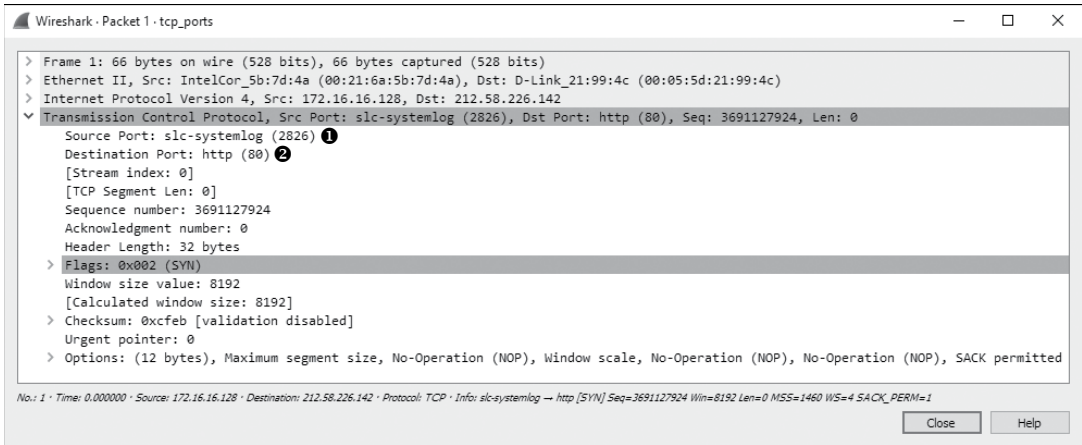 Wireshark · Packet 1 · tcp_ports
> Frame 1: 66 bytes on wire (528 bits), 66 bytes captured (528 bits)
> Ethernet II, Src: IntelCor_5b:7d:4a (00:21:6a:5b:7d:4a), Dst: D-Link_21:99:4c (00:05:5d:21:99:4c)
> Internet Protocol Version 4, Src: 172.16.16.128, Dst: 212.58.226.142
Transmission Control Protocol, Src Port: slc-systemlog (2826), Dst Port: http (80), Seq: 3691127924, Len: 0
Source Port: slc-systemlog (2826) ❶
Destination Port: http (80) ❷
[Stream index: 0]
[TCP Segment Len: 0]
Sequence number: 3691127924
Acknowledgment number: 0
Header Length: 32 bytes
> Flags: 0x002 (SYN)
Window size value: 8192
[Calculated window size: 8192]
> Checksum: 0xcfeb [validation disabled]
Urgent pointer: 0
> Options: (12 bytes), Maximum segment size, No-Operation (NOP), Window scale, No-Operation (NOP), No-Operation (NOP), SACK permitted
No.: 1 · Time: 0.000000 · Source: 172.16.16.128 · Destination: 212.58.226.142 · Protocol: TCP · Info: slc-systemlog → http [SYN] Seq=3691127924 Win=8192 Len=0 MSS=1460 WS=4 SACK_PERM=1
Close Help